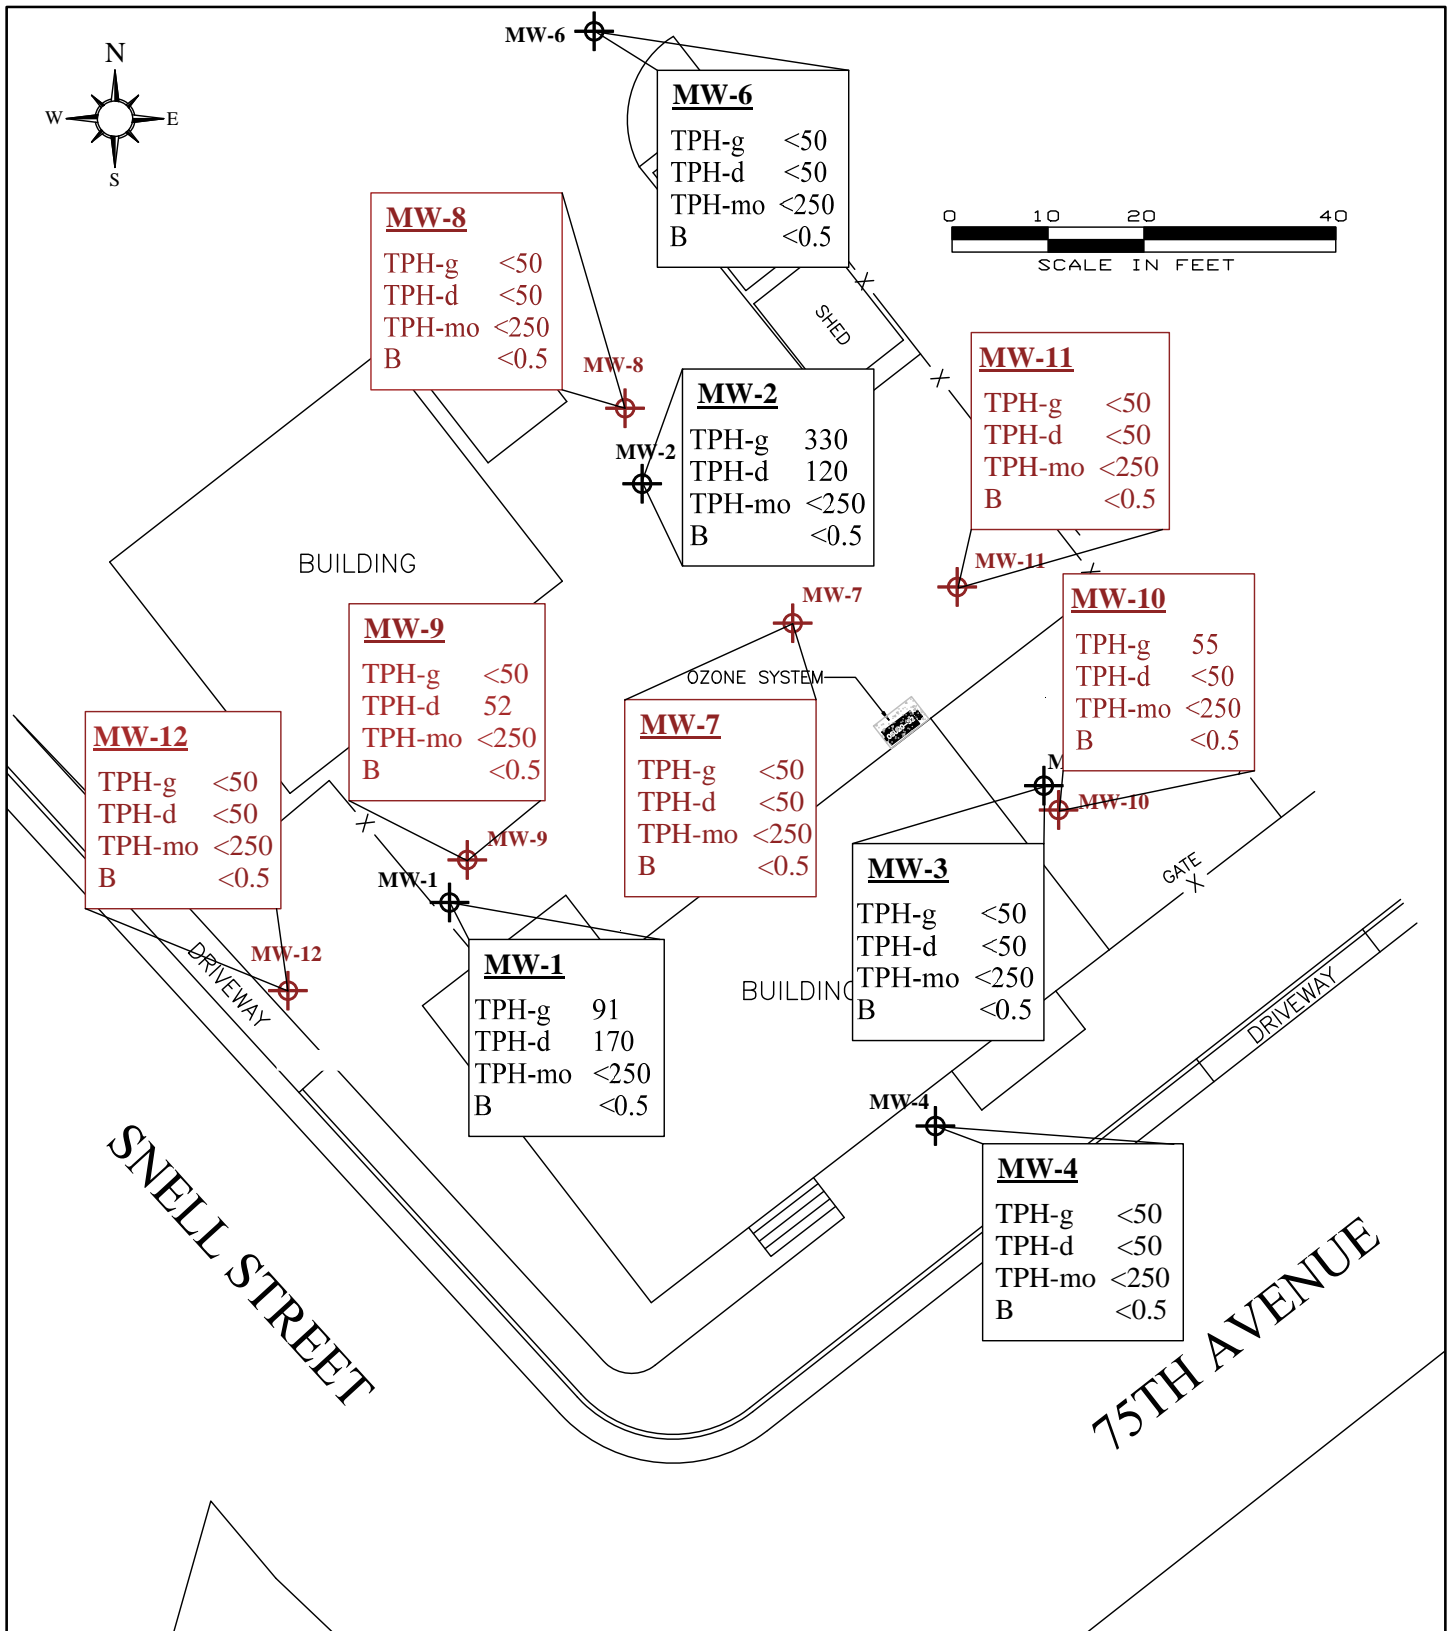 MW-6
N
W E
S
MW-6
TPH-g <50
TPH-d <50
TPH-mo <250
B <0.5
0 10 20 40
SCALE IN FEET
MW-8
TPH-g <50
TPH-d <50
TPH-mo <250
B <0.5
X
SHED
MW-8
X
MW-11
TPH-g <50
TPH-d <50
TPH-mo <250
B <0.5
MW-2
TPH-g 330
TPH-d 120
TPH-mo <250
B <0.5
MW-2
BUILDING
MW-11
X
MW-7
MW-10
TPH-g 55
TPH-d <50
TPH-mo <250
B <0.5
MW-9
TPH-g <50
TPH-d 52
TPH-mo <250
B <0.5
OZONE SYSTEM
MW-7
TPH-g <50
TPH-d <50
TPH-mo <250
B <0.5
MW-12
TPH-g <50
TPH-d <50
TPH-mo <250
B <0.5
M
MW-10
X
MW-9
MW-1
GATE
X
MW-3
TPH-g <50
TPH-d <50
TPH-mo <250
B <0.5
MW-12
DRIVEWAY
MW-1
TPH-g 91
TPH-d 170
TPH-mo <250
B <0.5
BUILDING
DRIVEWAY
MW-4
MW-4
TPH-g <50
TPH-d <50
TPH-mo <250
B <0.5
SNELL STREET
75TH AVENUE